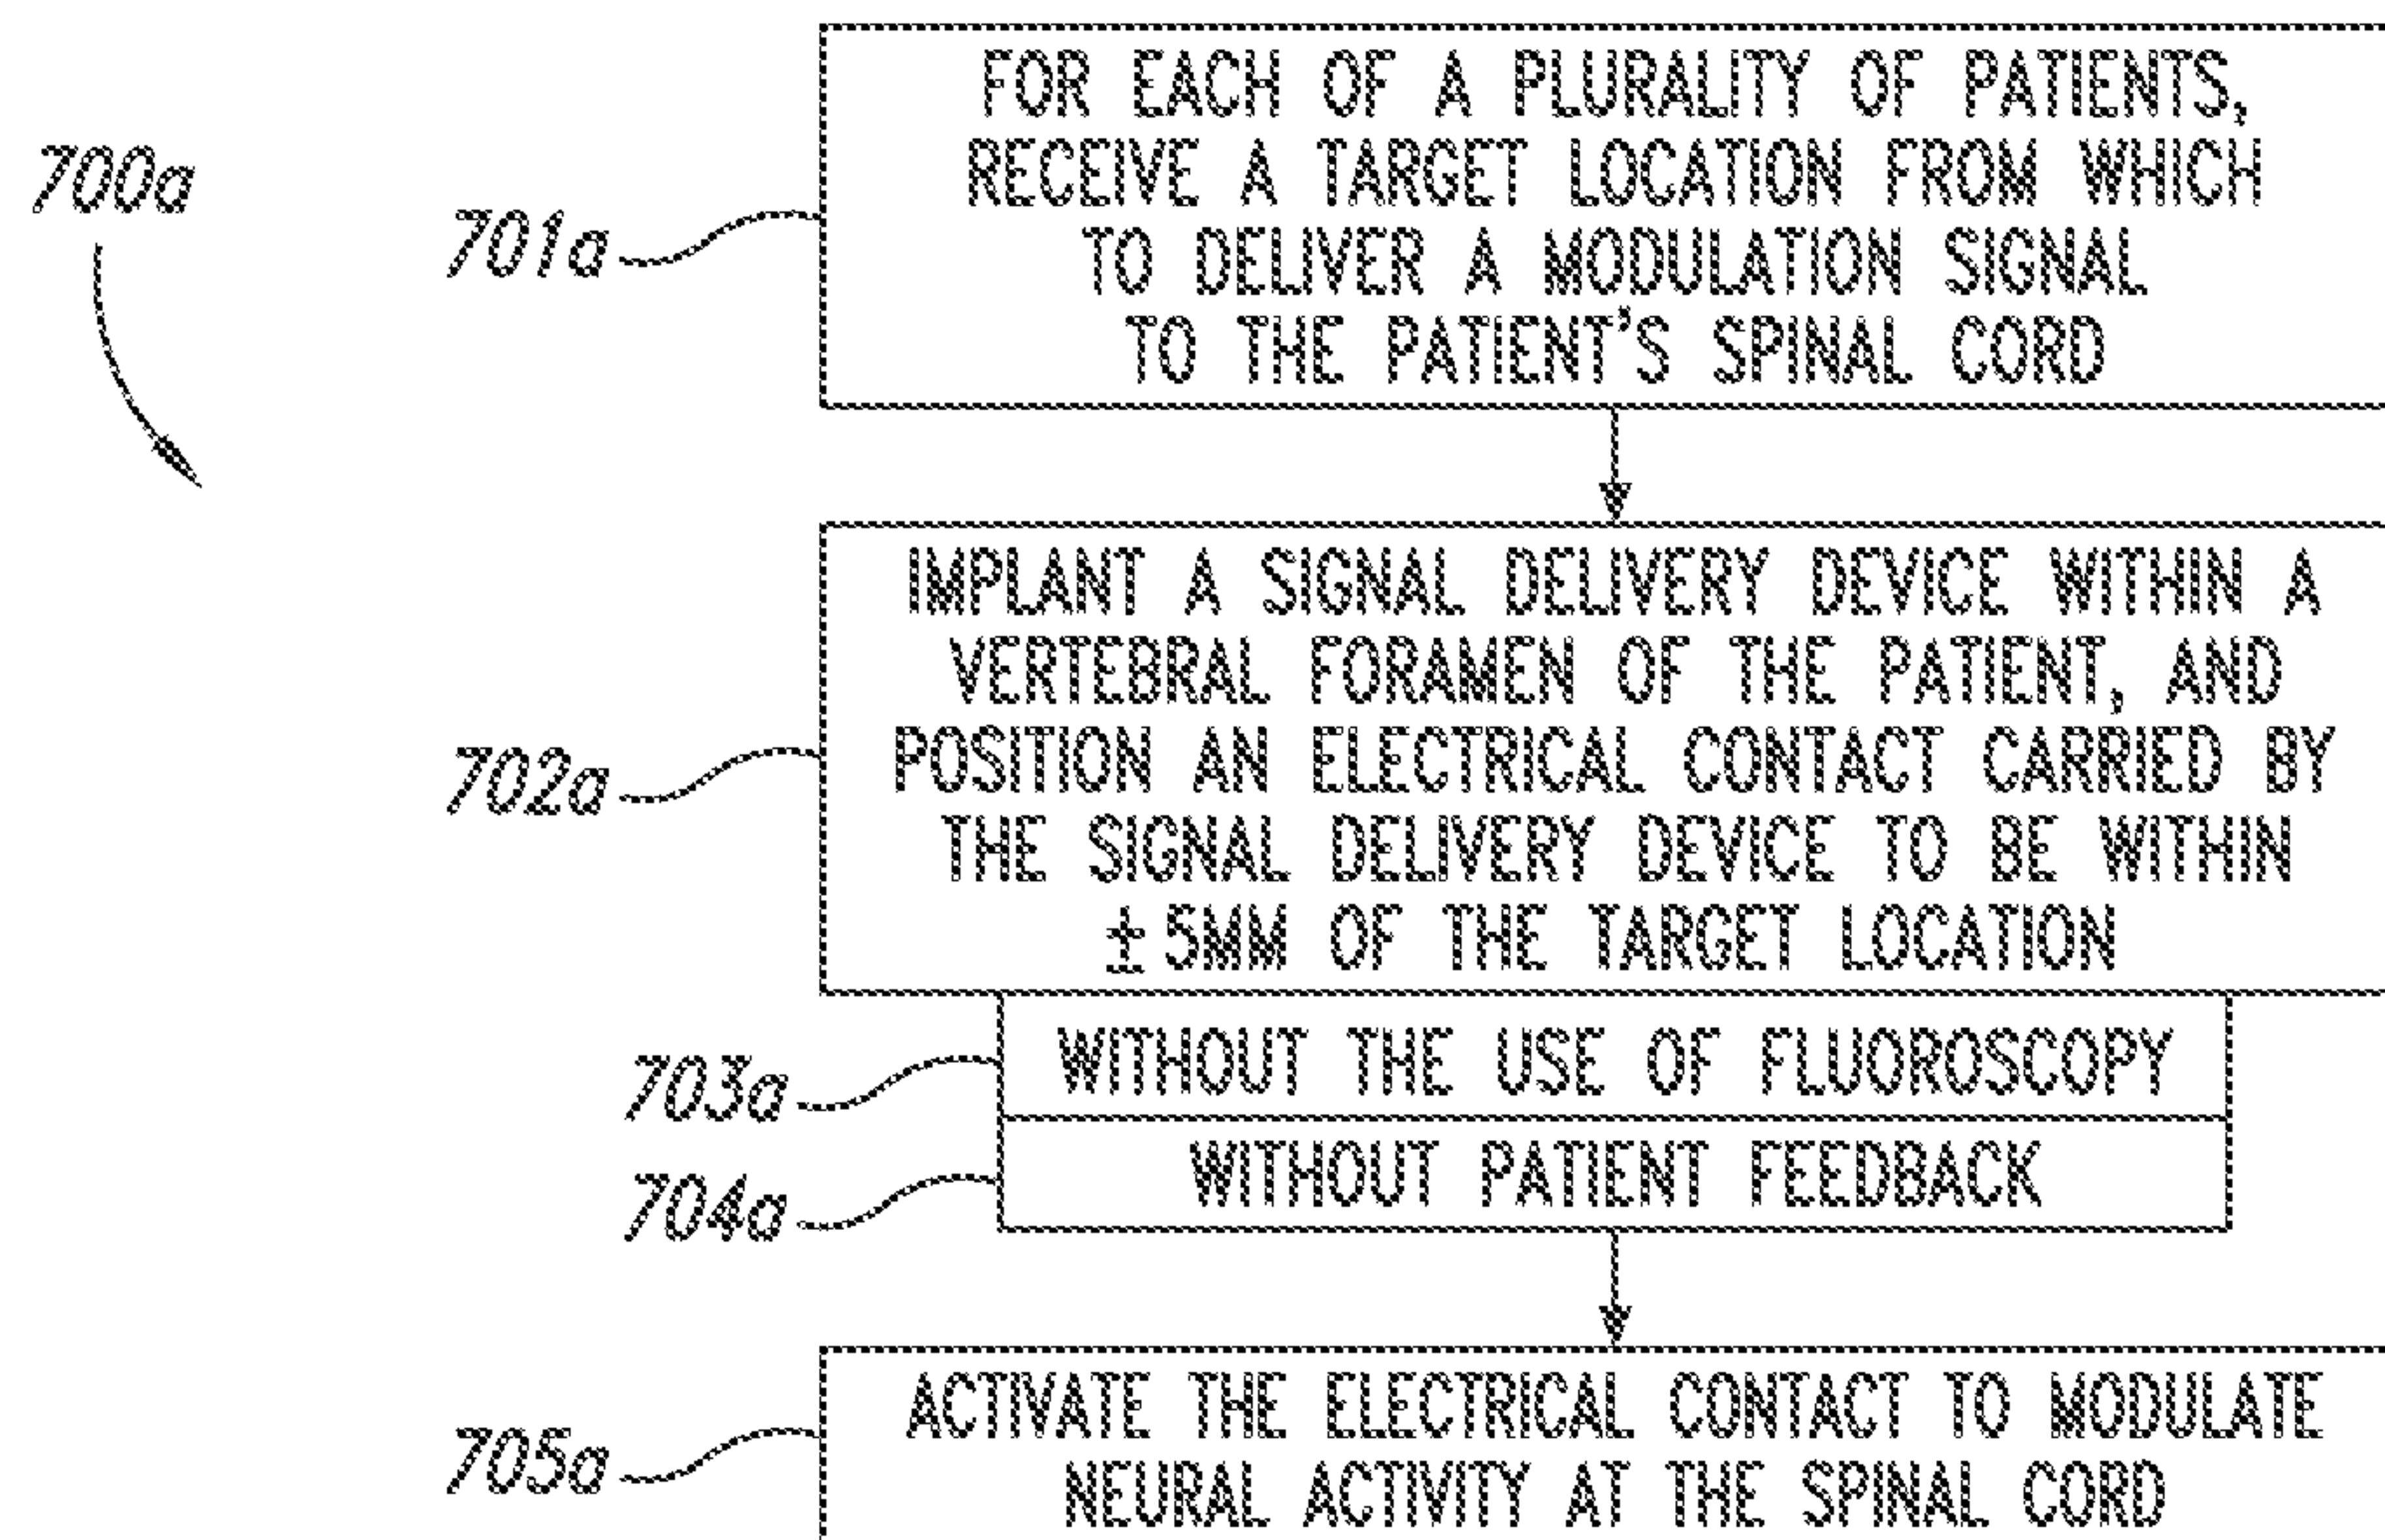 700a
701a
FOR EACH OF A PLURALITY OF PATIENTS,
RECEIVE A TARGET LOCATION FROM WHICH
TO DELIVER A MODULATION SIGNAL
TO THE PATIENT'S SPINAL CORD
702a
IMPLANT A SIGNAL DELIVERY DEVICE WITHIN A
VERTEBRAL FORAMEN OF THE PATIENT, AND
POSITION AN ELECTRICAL CONTACT CARRIED BY
THE SIGNAL DELIVERY DEVICE TO BE WITHIN
± 5MM OF THE TARGET LOCATION
703a
WITHOUT THE USE OF FLUOROSCOPY
704a
WITHOUT PATIENT FEEDBACK
705a
ACTIVATE THE ELECTRICAL CONTACT TO MODULATE
NEURAL ACTIVITY AT THE SPINAL CORD